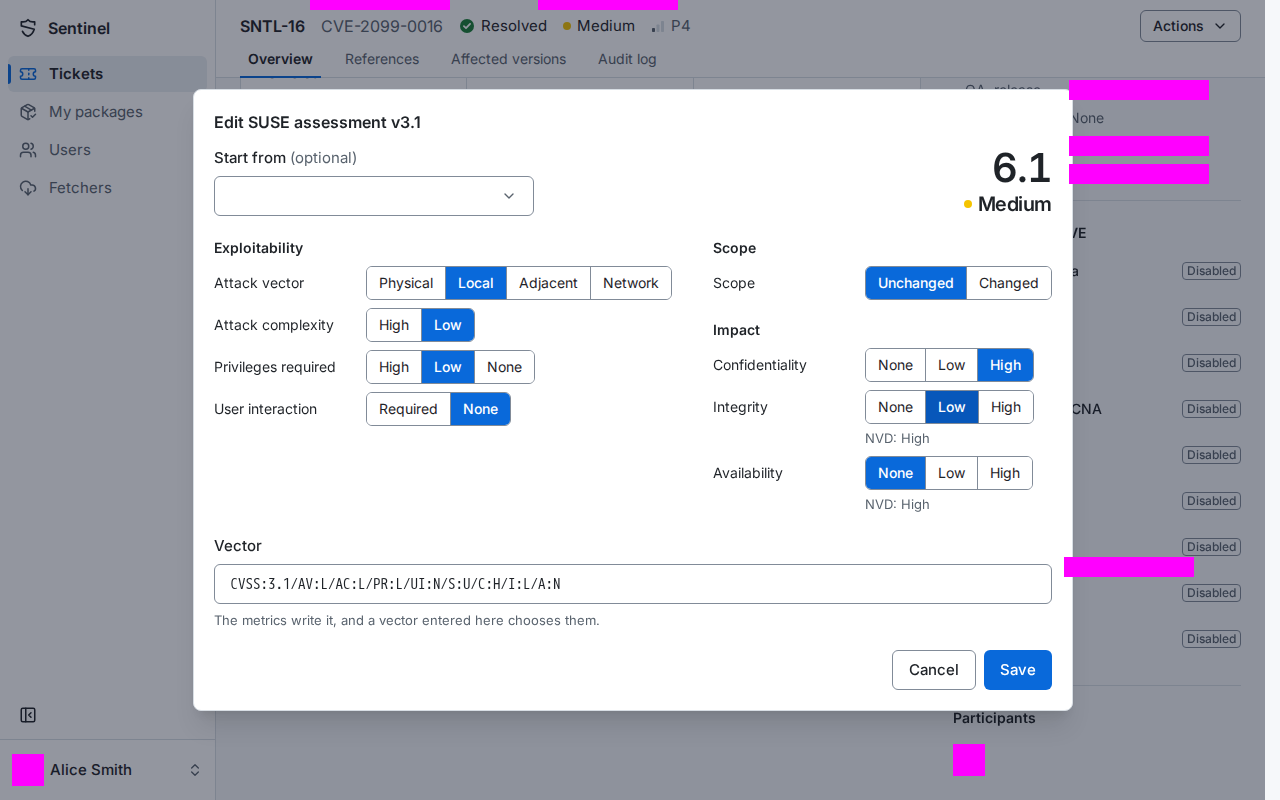 Sentinel
Tickets
My packages
Users
Fetchers
Alice Smith
SNTL-16 CVE-2099-0016 Resolved Medium P4
Actions
Overview References Affected versions Audit log
None
Edit SUSE assessment v3.1
Start from (optional)
6.1
Medium
Exploitability
Attack vector Physical Local Adjacent Network
Attack complexity High Low
Privileges required High Low None
User interaction Required None
Scope
Scope Unchanged Changed
Impact
Confidentiality None Low High
Integrity None Low High
NVD: High
Availability None Low High
NVD: High
Vector
CVSS:3.1/AV:L/AC:L/PR:L/UI:N/S:U/C:H/I:L/A:N
The metrics write it, and a vector entered here chooses them.
Cancel Save
Disabled
Disabled
Disabled
CNA Disabled
Disabled
Disabled
Disabled
Disabled
Disabled
Participants